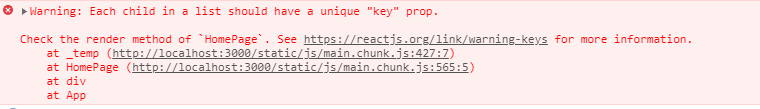 Warning: Each child in a list should have a unique "key" prop.
Check the render method of `HomePage`. See https://reactjs.org/link/warning-keys for more information.
at _temp (http://localhost:3000/static/js/main.chunk.js:427:7)
at HomePage (http://localhost:3000/static/js/main.chunk.js:565:5)
at div
at App